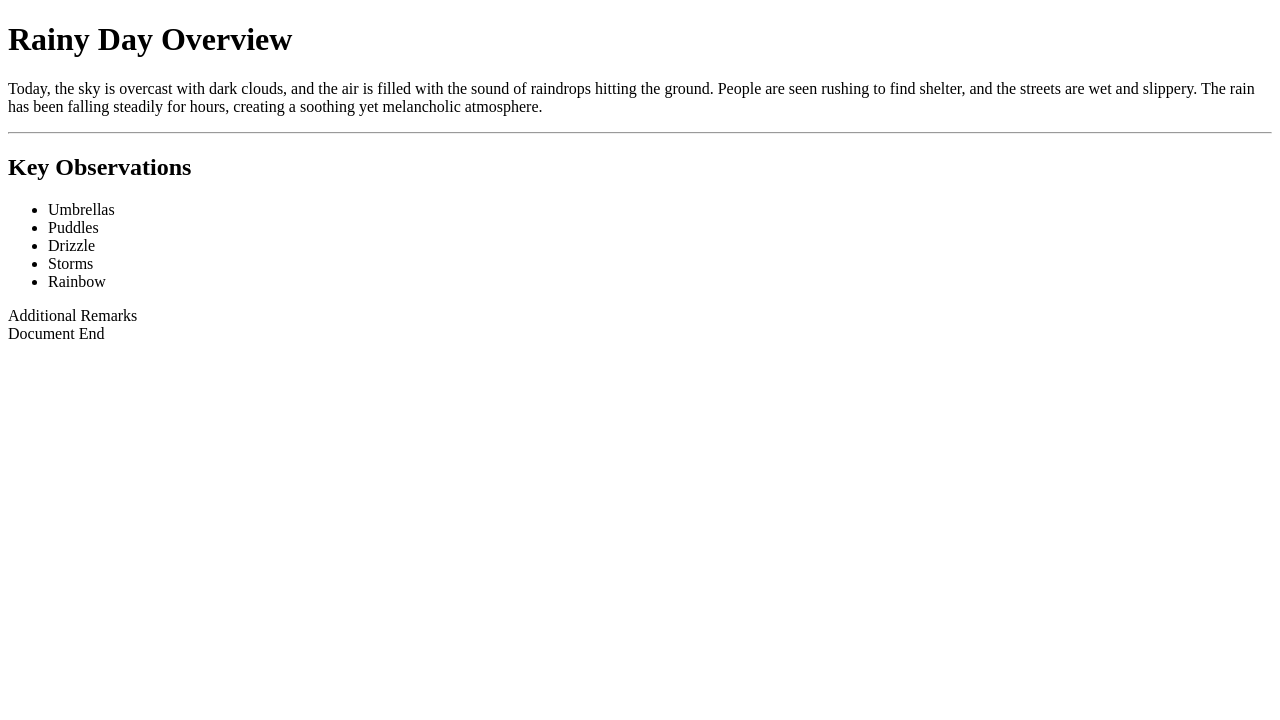 Rainy Day Overview
Today, the sky is overcast with dark clouds, and the air is filled with the sound of raindrops hitting the ground. People are seen rushing to find shelter, and the streets are wet and slippery. The rain
has been falling steadily for hours, creating a soothing yet melancholic atmosphere.
Key Observations
Umbrellas
Puddles
Drizzle
Storms
Rainbow
Additional Remarks
Document End